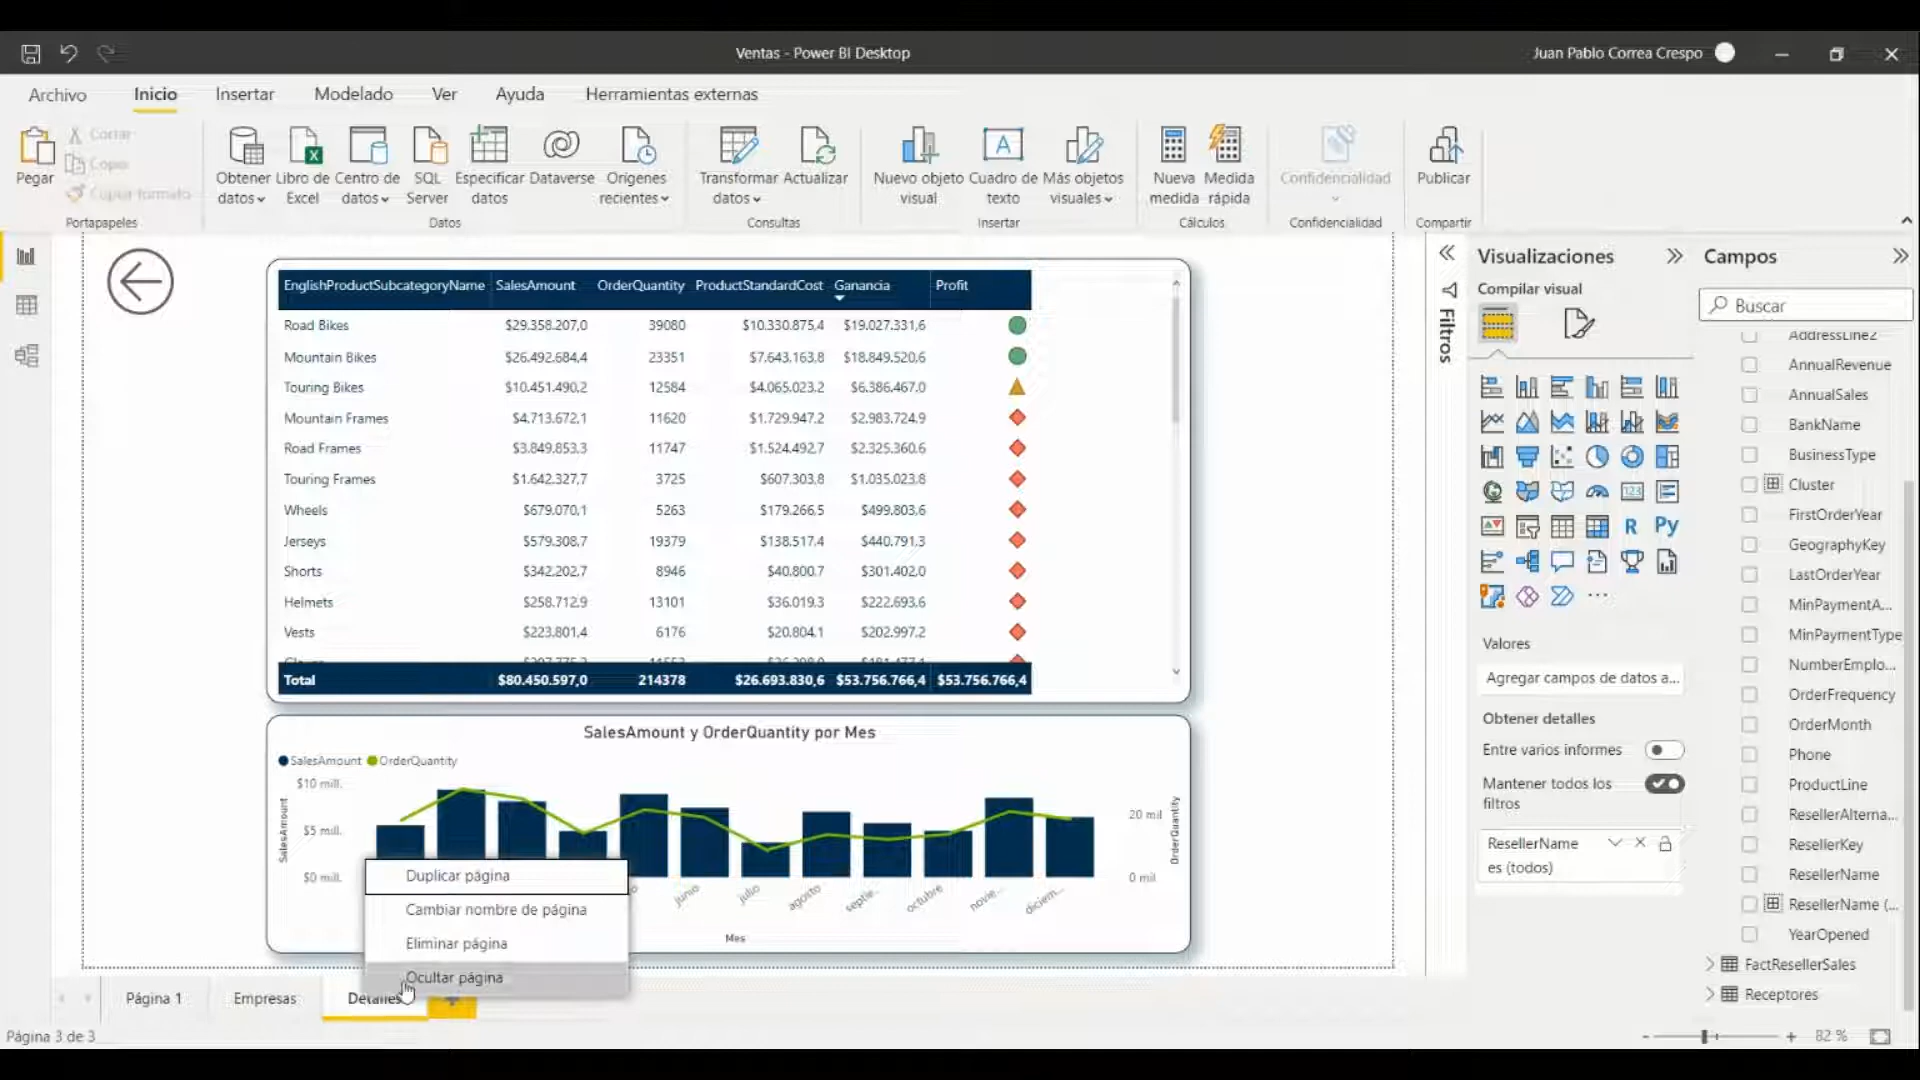 Ventas - Power BI Desktop
Juan Pablo Correa Crespo
Archivo Inicio Insertar Modelado Ver Ayuda Herramientas externas
Pegar
Cortar
Copiar
Copiar formato
Portapapeles
Obtener datos
Libro de Excel
Centro de datos
SQL Server
Especificar datos
Dataverse
Orígenes recientes
Datos
Transformar datos
Actualizar
Consultas
Nuevo objeto visual
Cuadro de texto
Más objetos visuales
Insertar
Nueva medida
Medida rápida
Cálculos
Confidencialidad
Confidencialidad
Publicar
Compartir
EnglishProductSubcategoryName SalesAmount OrderQuantity ProductStandardCost Ganancia Profit
Road Bikes $29.358.207,0 39080 $10.330.875,4 $19.027.331,6
Mountain Bikes $26.492.684,4 23351 $7.643.163,8 $18.849.520,6
Touring Bikes $10.451.490,2 12584 $4.065.023,2 $6.386.467,0
Mountain Frames $4.713.672,1 11620 $1.729.947,2 $2.983.724,9
Road Frames $3.849.853,3 11747 $1.524.492,7 $2.325.360,6
Touring Frames $1.642.327,7 3725 $607.303,8 $1.035.023,8
Wheels $679.070,1 5263 $179.266,5 $499.803,6
Jerseys $579.308,7 19379 $138.517,4 $440.791,3
Shorts $342.202,7 8946 $40.800,7 $301.402,0
Helmets $258.712,9 13101 $36.019,3 $222.693,6
Vests $223.801,4 6176 $20.804,1 $202.997,2
Total $80.450.597,0 214378 $26.693.830,6 $53.756.766,4 $53.756.766,4
SalesAmount y OrderQuantity por Mes
SalesAmount OrderQuantity
$10 mill.
$5 mill.
$0 mill.
SalesAmount
20 mil
0 mil
OrderQuantity
junio
julio
agosto
septie...
octubre
novie...
diciem...
Mes
Duplicar página
Cambiar nombre de página
Eliminar página
Ocultar página
Página 1
Empresas
Detalles
Página 3 de 3
Filtros
Visualizaciones
Compilar visual
R
Py
123
Valores
Agregar campos de datos a...
Obtener detalles
Entre varios informes
Mantener todos los
filtros
ResellerName
es (todos)
Campos
Buscar
AddressLine2
AnnualRevenue
AnnualSales
BankName
BusinessType
Cluster
FirstOrderYear
GeographyKey
LastOrderYear
MinPaymentA...
MinPaymentType
NumberEmplo...
OrderFrequency
OrderMonth
Phone
ProductLine
ResellerAlterna...
ResellerKey
ResellerName
ResellerName (...
YearOpened
FactResellerSales
Receptores
82 %